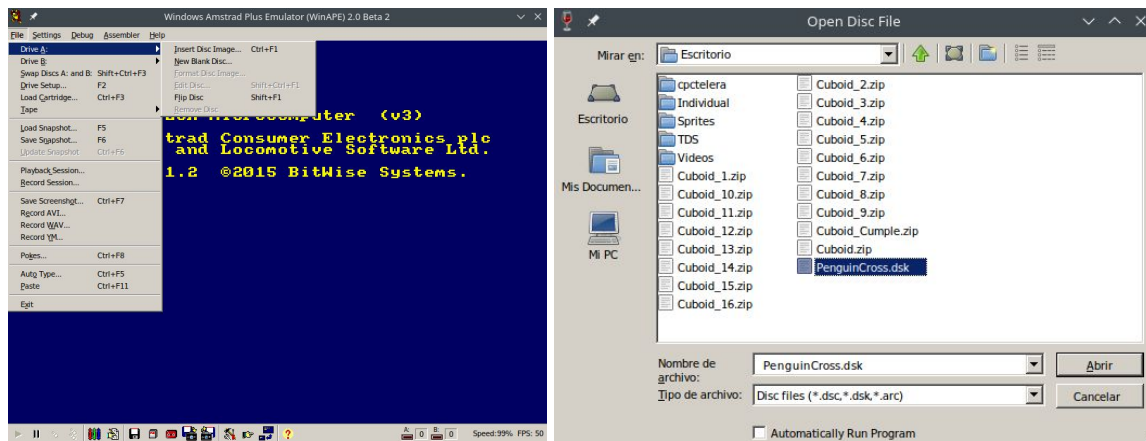 Windows Amstrad Plus Emulator (WinAPE) 2.0 Beta 2
File Settings Debug Assembler Help
Drive A:
Drive B:
Swap Discs A: and B: Shift+Ctrl+F3
Drive Setup... F2
Load Cartridge... Ctrl+F3
Tape
Load Snapshot... F5
Save Snapshot... F6
Update Snapshot Ctrl+F6
Playback Session...
Record Session...
Save Screenshot... Ctrl+F7
Record AVI...
Record WAV...
Record YM...
Pokes... Ctrl+F8
Auto Type... Ctrl+F5
Paste Ctrl+F11
Exit
Insert Disc Image... Ctrl+F1
New Blank Disc...
Format Disc Image...
Edit Disc... Shift+Ctrl+F1
Flip Disc Shift+F1
Remove Disc
puter (v3)
trad Consumer Electronics plc
and Locomotive Software Ltd.
1.2 ©2015 BitWise Systems.
A: 0 B: 0 Speed:99% FPS: 50
Open Disc File
Mirar en: Escritorio
Escritorio
Mis Documen...
Mi PC
cpctelera
Individual
Sprites
TDS
Videos
Cuboid_1.zip
Cuboid_10.zip
Cuboid_11.zip
Cuboid_12.zip
Cuboid_13.zip
Cuboid_14.zip
Cuboid_15.zip
Cuboid_16.zip
Cuboid_2.zip
Cuboid_3.zip
Cuboid_4.zip
Cuboid_5.zip
Cuboid_6.zip
Cuboid_7.zip
Cuboid_8.zip
Cuboid_9.zip
Cuboid_Cumple.zip
Cuboid.zip
PenguinCross.dsk
Nombre de
archivo:
PenguinCross.dsk
Abrir
Tipo de archivo: Disc files (*.dsc,*.dsk,*.arc)
Cancelar
Automatically Run Program